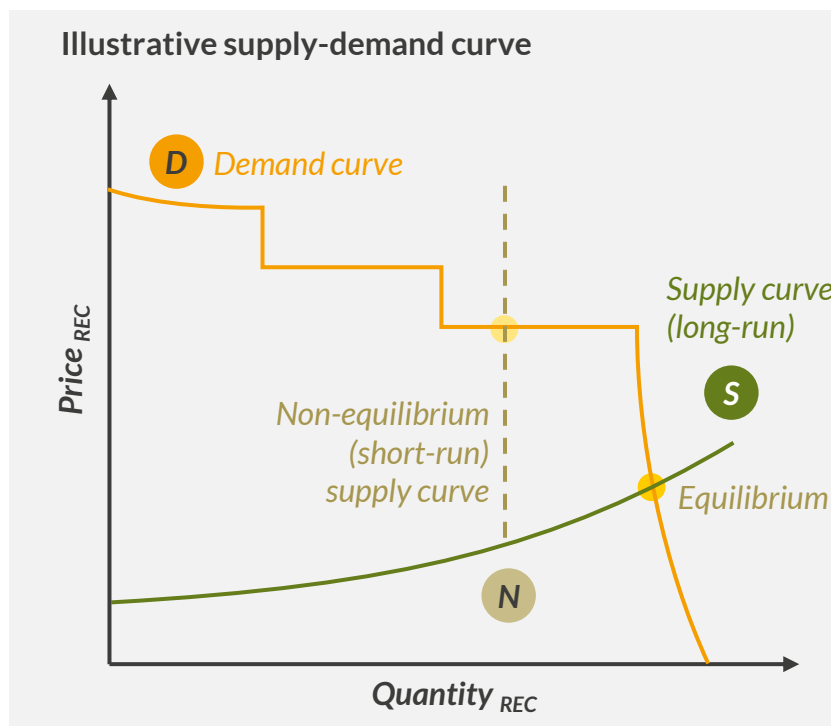 Illustrative supply-demand curve
D
Demand curve
Supply curve
(long-run)
S
Price REC
Non-equilibrium
(short-run)
supply curve
Equilibrium
N
Quantity REC